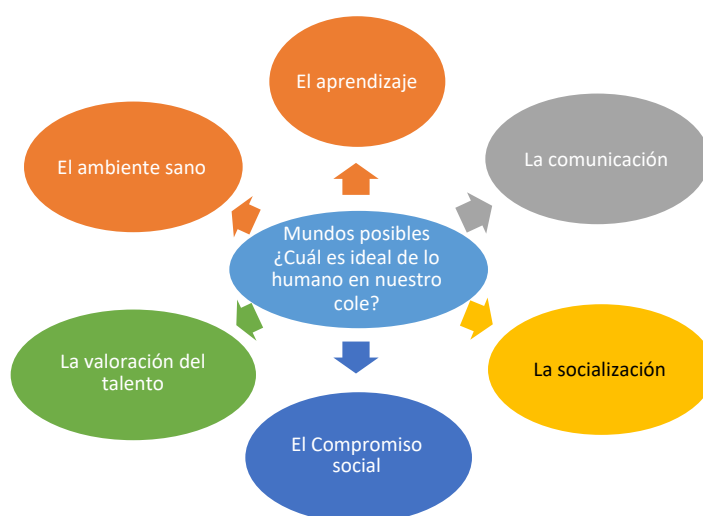 El aprendizaje
El ambiente sano
La comunicación
Mundos posibles
¿Cuál es ideal de lo
humano en nuestro
cole?
La valoración del
talento
La socialización
El Compromiso
social